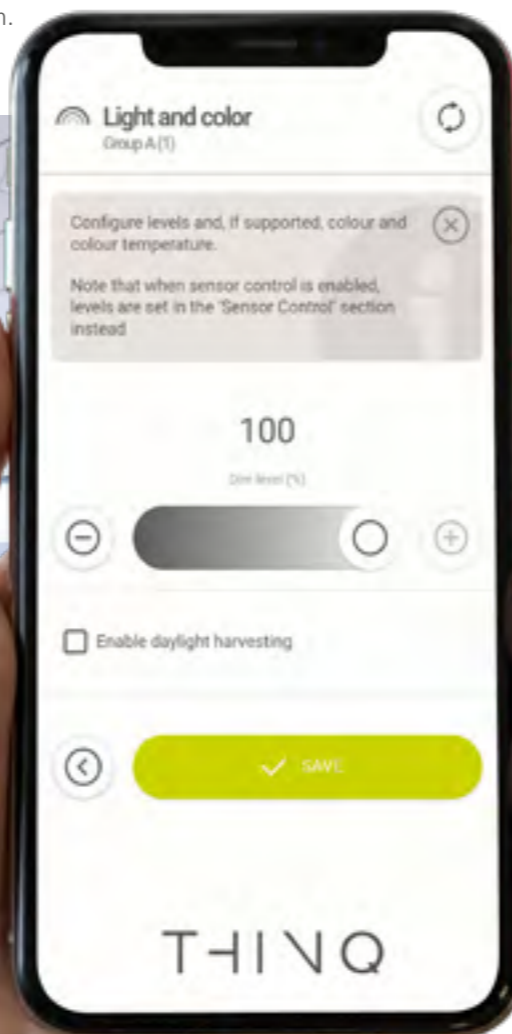 n.
Light and color
Group A (1)
Configure levels and, if supported, colour and
colour temperature.
Note that when sensor control is enabled,
levels are set in the 'Sensor Control' section
instead
100
Dim level (%)
Enable daylight harvesting
SAVE
THINQ